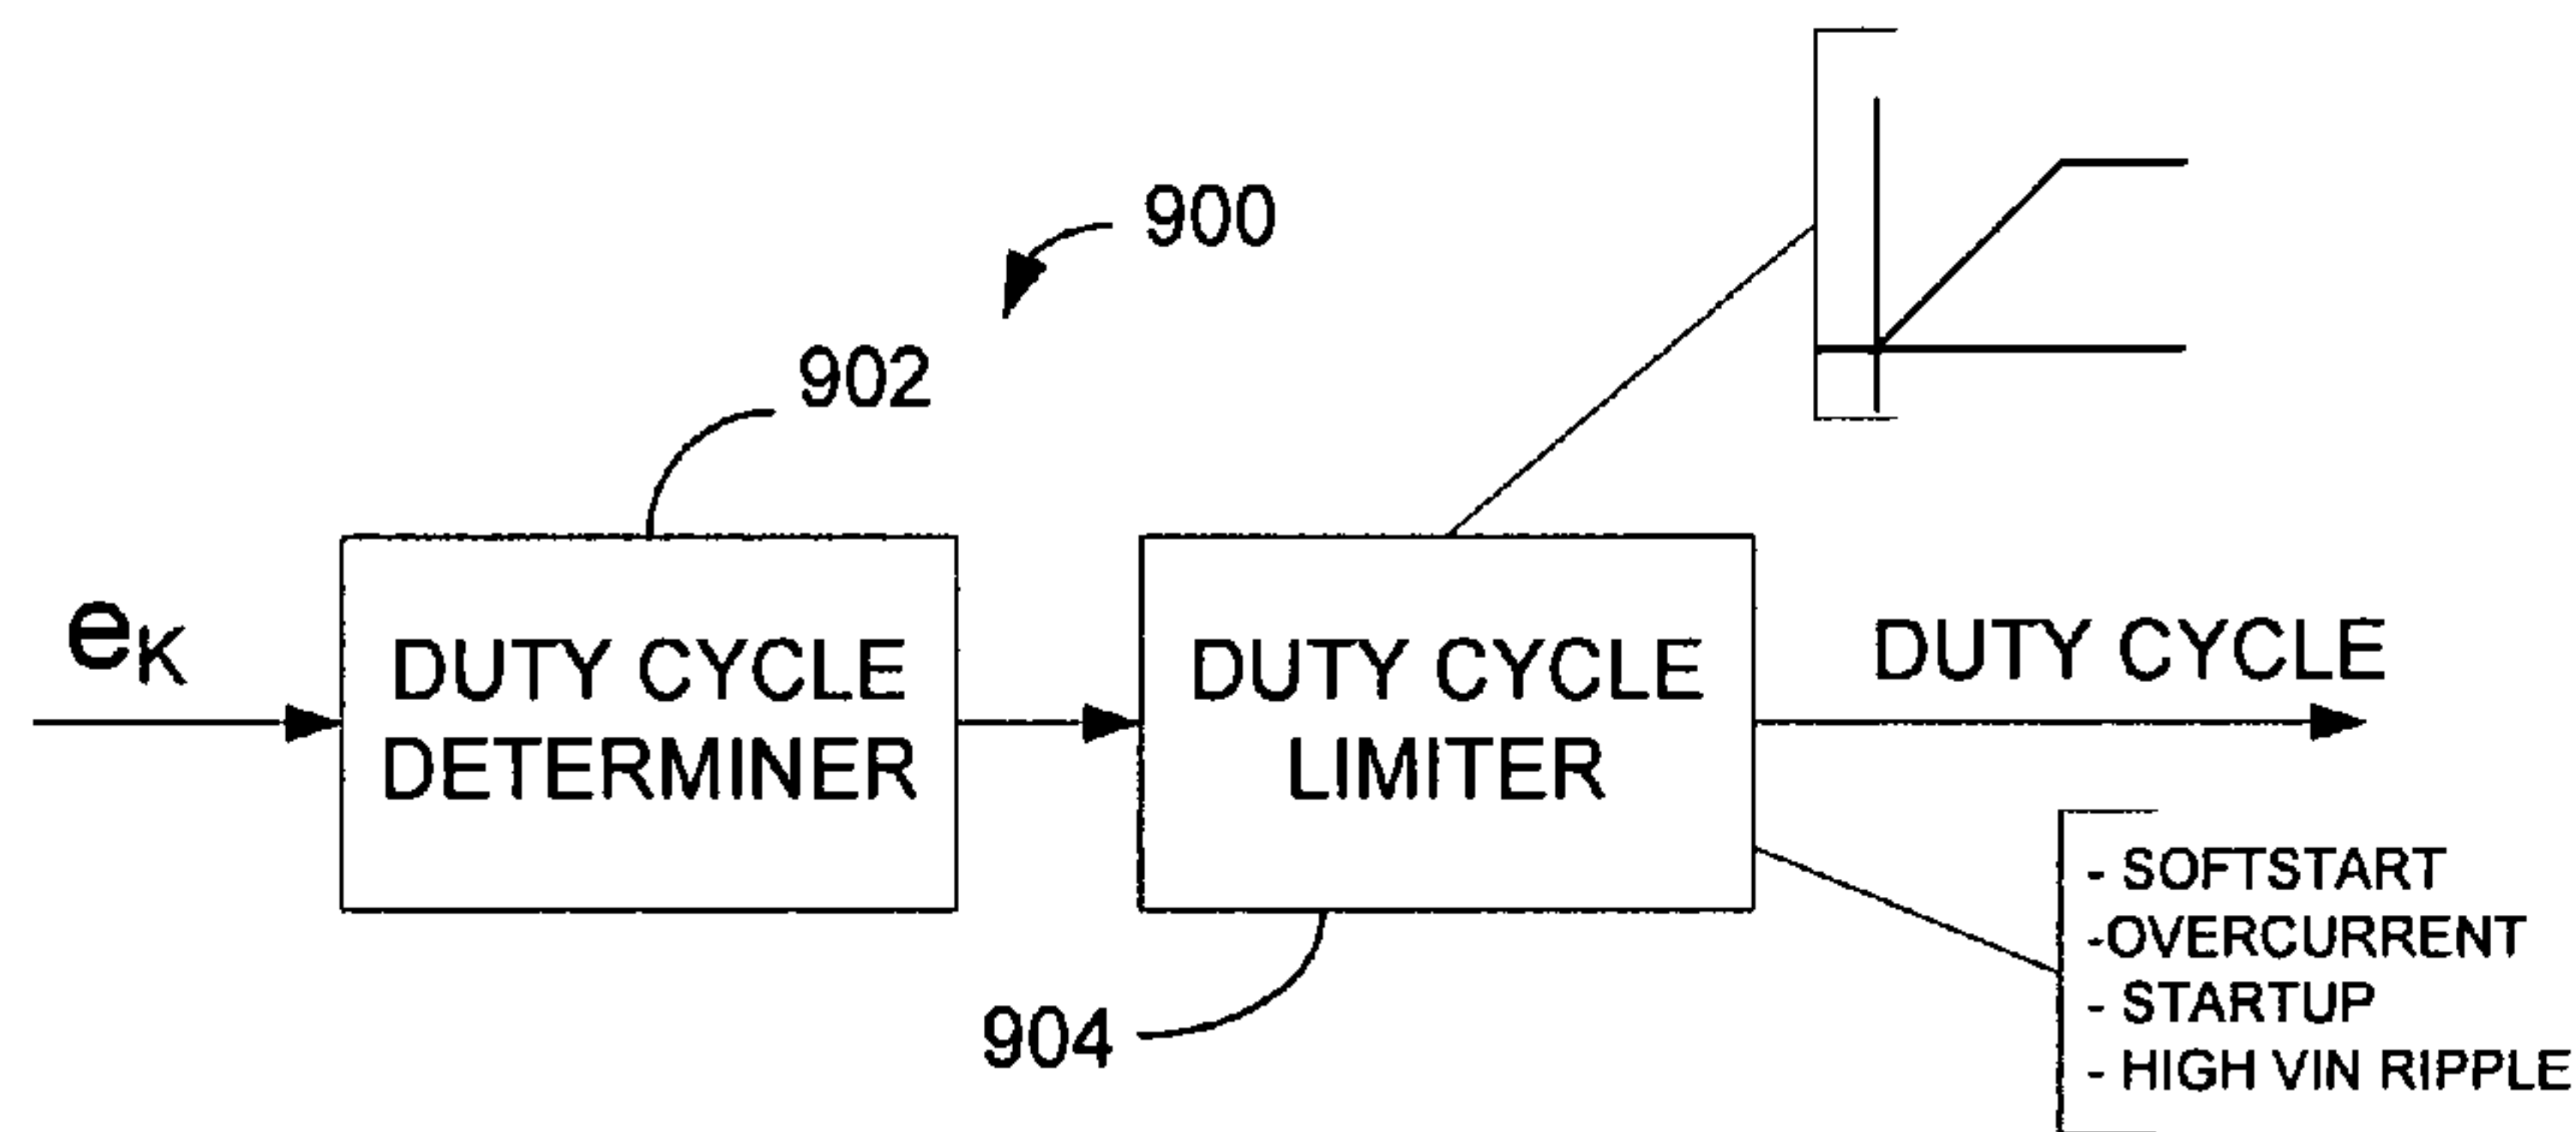 900
902
eK
DUTY CYCLE
DETERMINER
DUTY CYCLE
LIMITER
DUTY CYCLE
- SOFTSTART
-OVERCURRENT
- STARTUP
- HIGH VIN RIPPLE
904